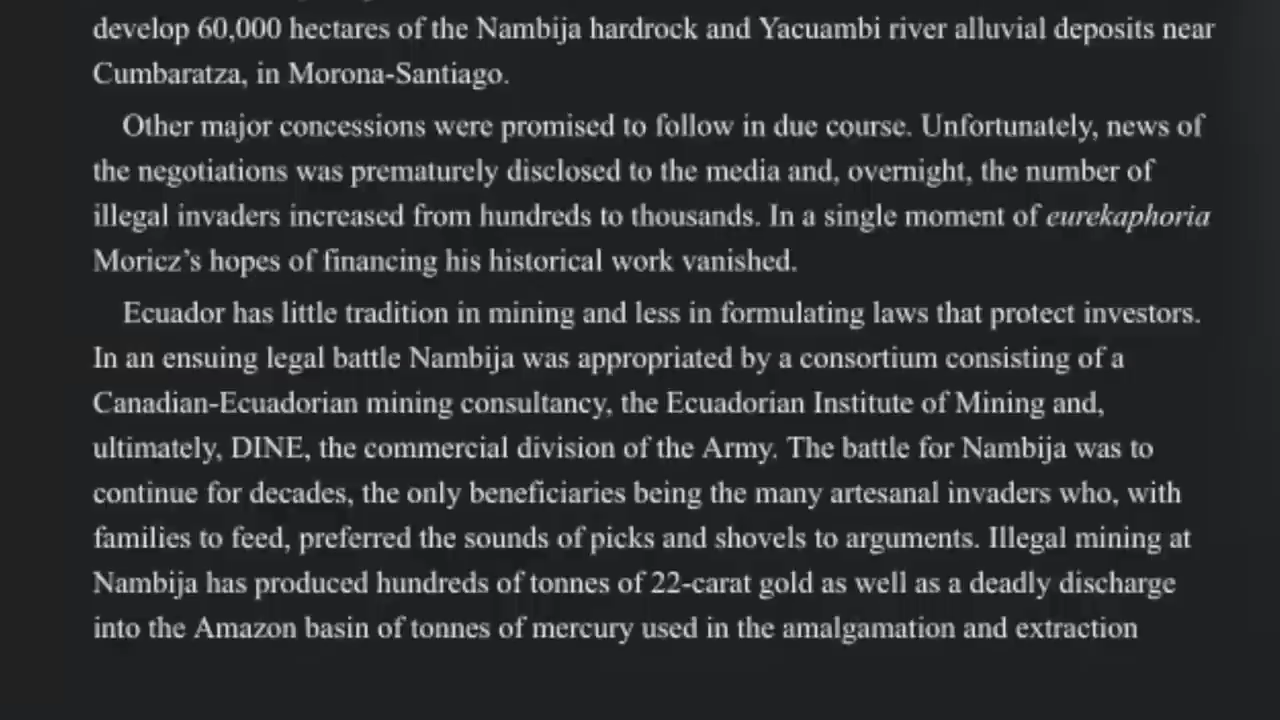 develop 60,000 hectares of the Nambija hardrock and Yacuambi river alluvial deposits near
Cumbaratza, in Morona-Santiago.
Other major concessions were promised to follow in due course. Unfortunately, news of
the negotiations was prematurely disclosed to the media and, overnight, the number of
illegal invaders increased from hundreds to thousands. In a single moment of eurekaphoria
Moricz’s hopes of financing his historical work vanished.
Ecuador has little tradition in mining and less in formulating laws that protect investors.
In an ensuing legal battle Nambija was appropriated by a consortium consisting of a
Canadian-Ecuadorian mining consultancy, the Ecuadorian Institute of Mining and,
ultimately, DINE, the commercial division of the Army. The battle for Nambija was to
continue for decades, the only beneficiaries being the many artesanal invaders who, with
families to feed, preferred the sounds of picks and shovels to arguments. Illegal mining at
Nambija has produced hundreds of tonnes of 22-carat gold as well as a deadly discharge
into the Amazon basin of tonnes of mercury used in the amalgamation and extraction